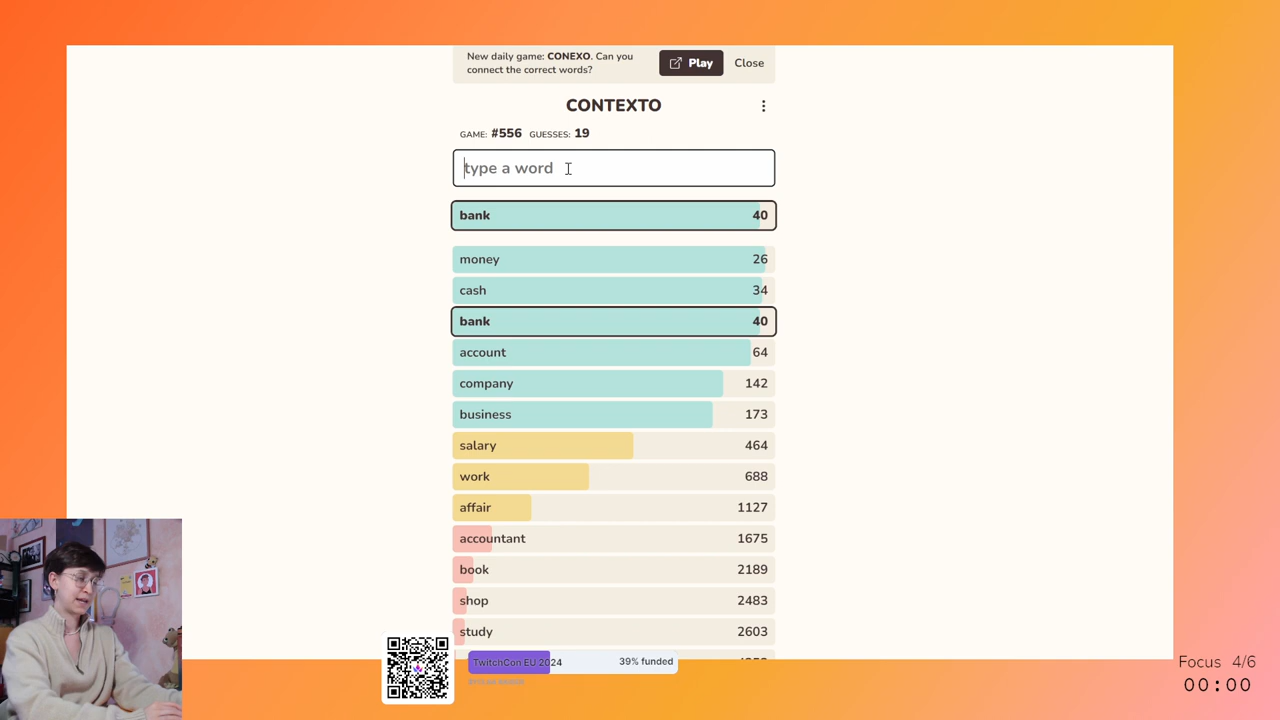 New daily game: CONEXO. Can you
connect the correct words?
Play
Close
CONTEXTO
GAME: #556 GUESSES: 19
type a word
bank 40
money 26
cash 34
bank 40
account 64
company 142
business 173
salary 464
work 688
affair 1127
accountant 1675
book 2189
shop 2483
study 2603
TwitchCon EU 2024 39% funded
Focus 4/6
00:00